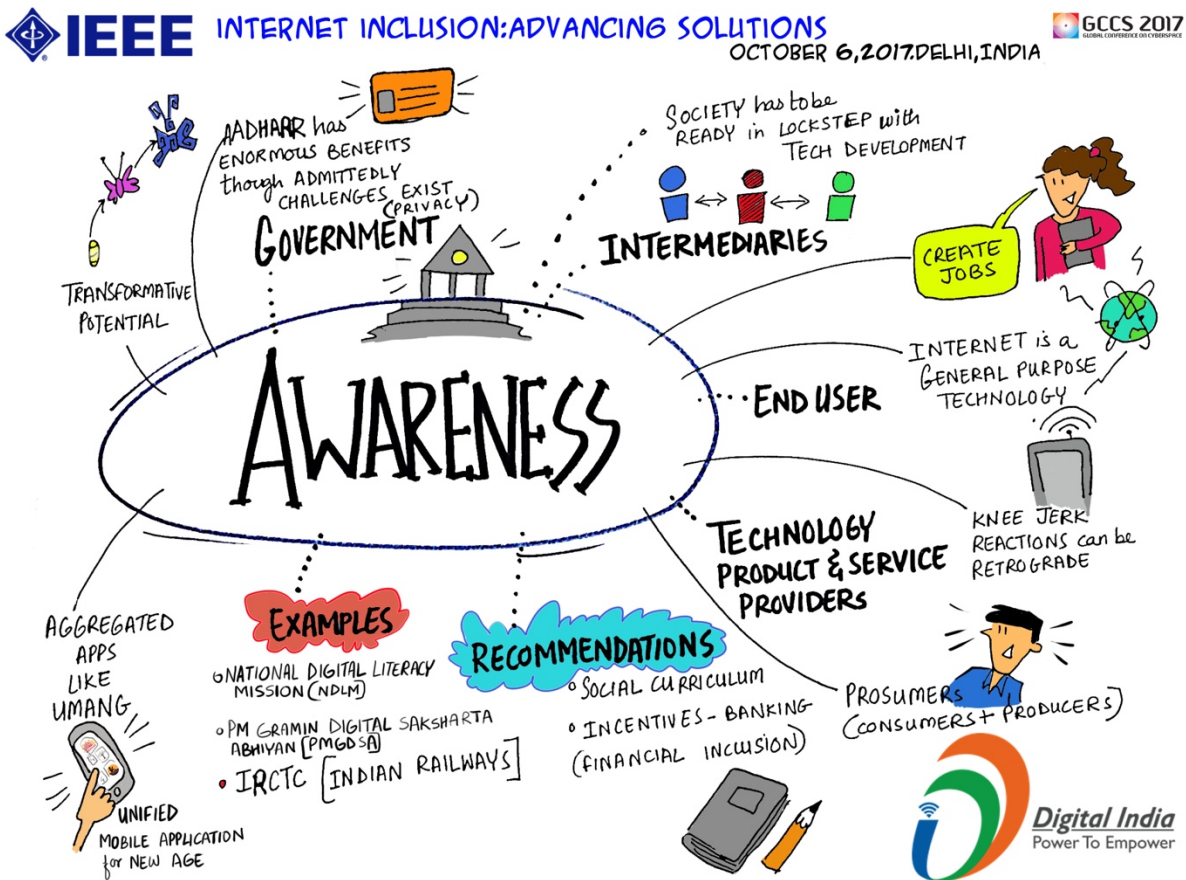 IEEE
INTERNET INCLUSION:ADVANCING SOLUTIONS
OCTOBER 6,2017.DELHI,INDIA
GCCS 2017
GLOBAL CONFERENCE ON CYBERSPACE
AADHARR has
ENORMOUS BENEFITS
though ADMITTEDLY
CHALLENGES EXIST
(PRIVACY)
GOVERNMENT
TRANSFORMATIVE
POTENTIAL
SOCIETY has to be
READY in LOCKSTEP with
TECH DEVELOPMENT
INTERMEDIARIES
CREATE
JOBS
INTERNET is a
GENERAL PURPOSE
TECHNOLOGY
END USER
AWARENESS
KNEE JERK
REACTIONS can be
RETROGRADE
TECHNOLOGY
PRODUCT & SERVICE
PROVIDERS
PROSUMERS
(CONSUMERS + PRODUCERS)
AGGREGATED
APPS
LIKE
UMANG
UNIFIED
MOBILE APPLICATION
for NEW AGE
EXAMPLES
NATIONAL DIGITAL LITERACY
MISSION (NDLM)
PM GRAMIN DIGITAL SAKSHARTA
ABHIYAN [PMGDSA]
IRCTC [INDIAN RAILWAYS]
RECOMMENDATIONS
SOCIAL CURRICULUM
INCENTIVES - BANKING
(FINANCIAL INCLUSION)
Digital India
Power To Empower